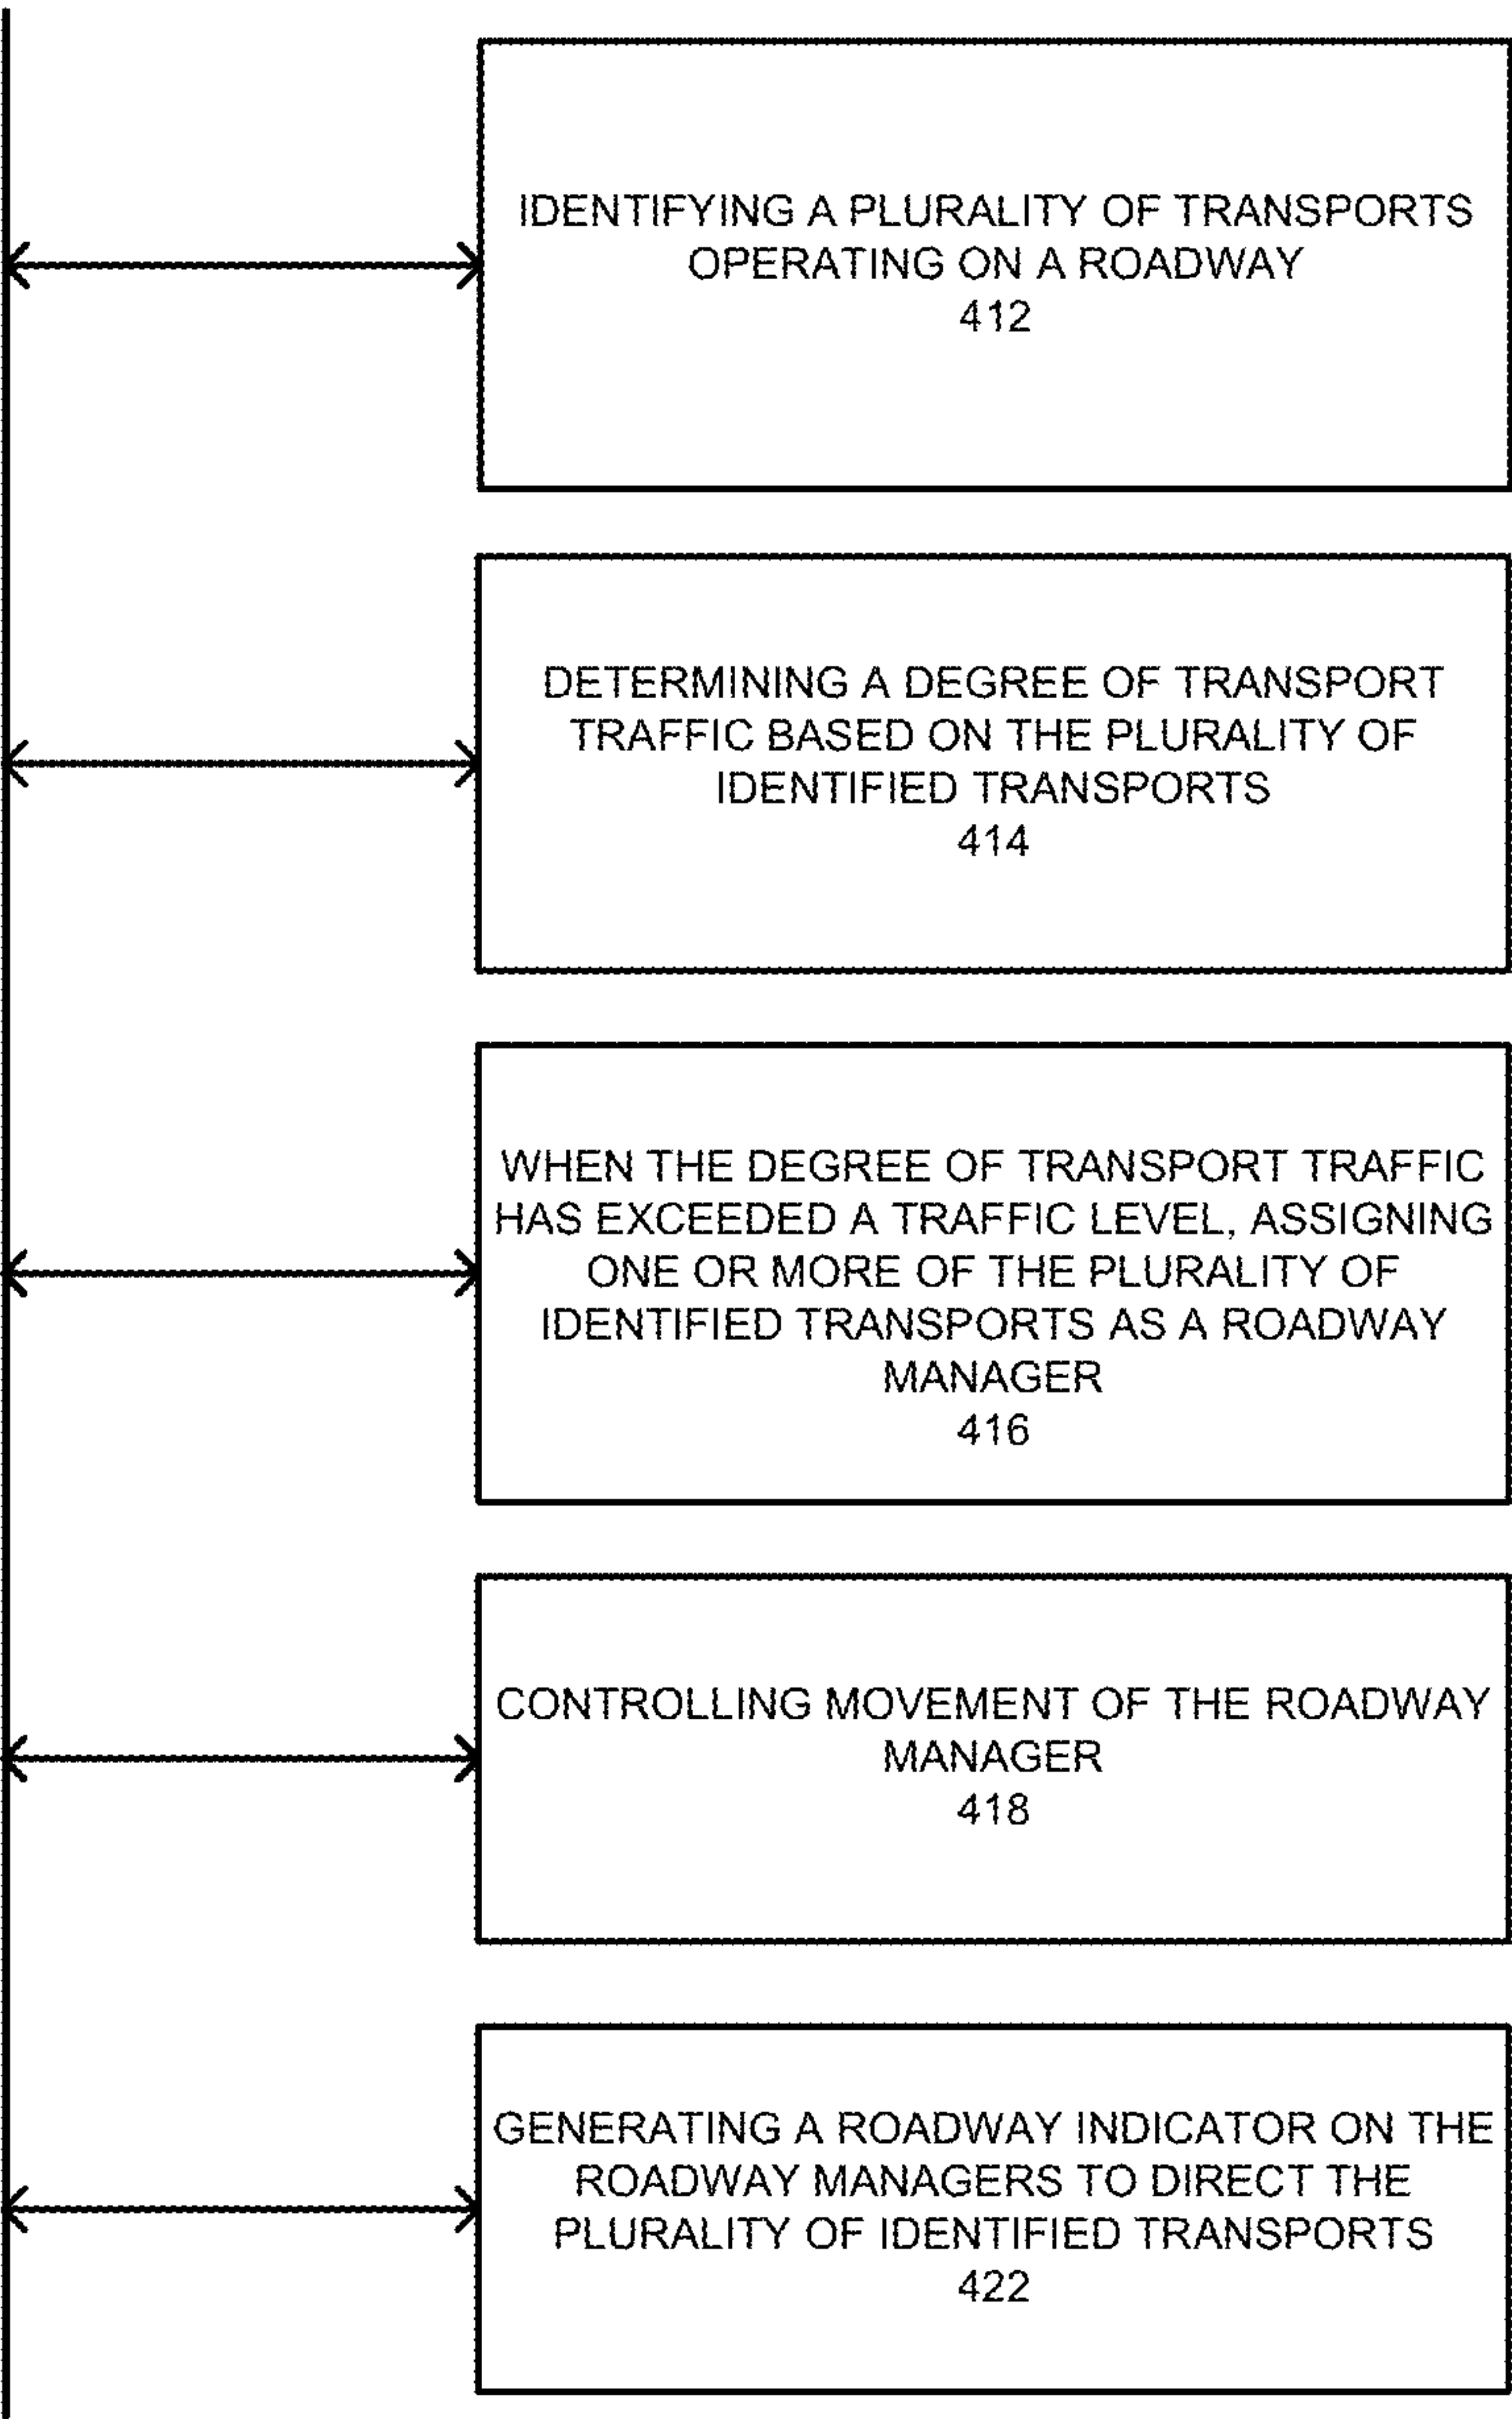 IDENTIFYING A PLURALITY OF TRANSPORTS
OPERATING ON A ROADWAY
412
DETERMINING A DEGREE OF TRANSPORT
TRAFFIC BASED ON THE PLURALITY OF
IDENTIFIED TRANSPORTS
414
WHEN THE DEGREE OF TRANSPORT TRAFFIC
HAS EXCEEDED A TRAFFIC LEVEL, ASSIGNING
ONE OR MORE OF THE PLURALITY OF
IDENTIFIED TRANSPORTS AS A ROADWAY
MANAGER
416
CONTROLLING MOVEMENT OF THE ROADWAY
MANAGER
418
GENERATING A ROADWAY INDICATOR ON THE
ROADWAY MANAGERS TO DIRECT THE
PLURALITY OF IDENTIFIED TRANSPORTS
422